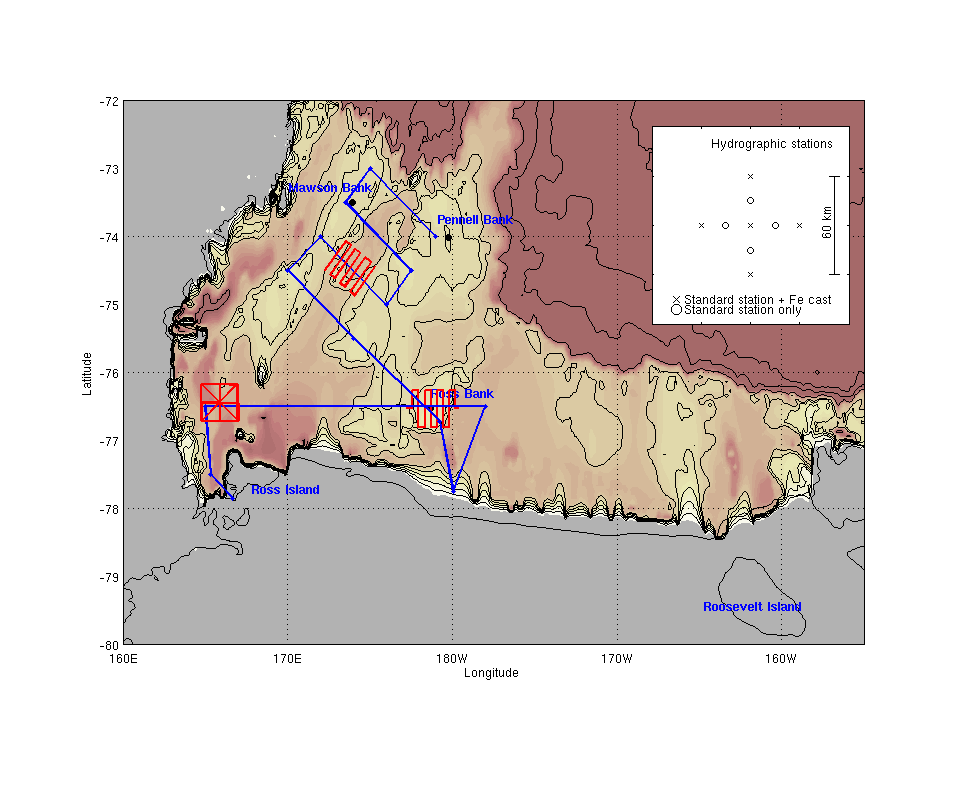 -72
Hydrographic stations
-73
Mawson Bank
Pennell Bank
60 km
-74
-75
Standard station + Fe cast
Standard station only
Latitude
-76
Ross Bank
-77
Ross Island
-78
-79
Roosevelt Island
-80
160E
170E
180W
170W
160W
Longitude